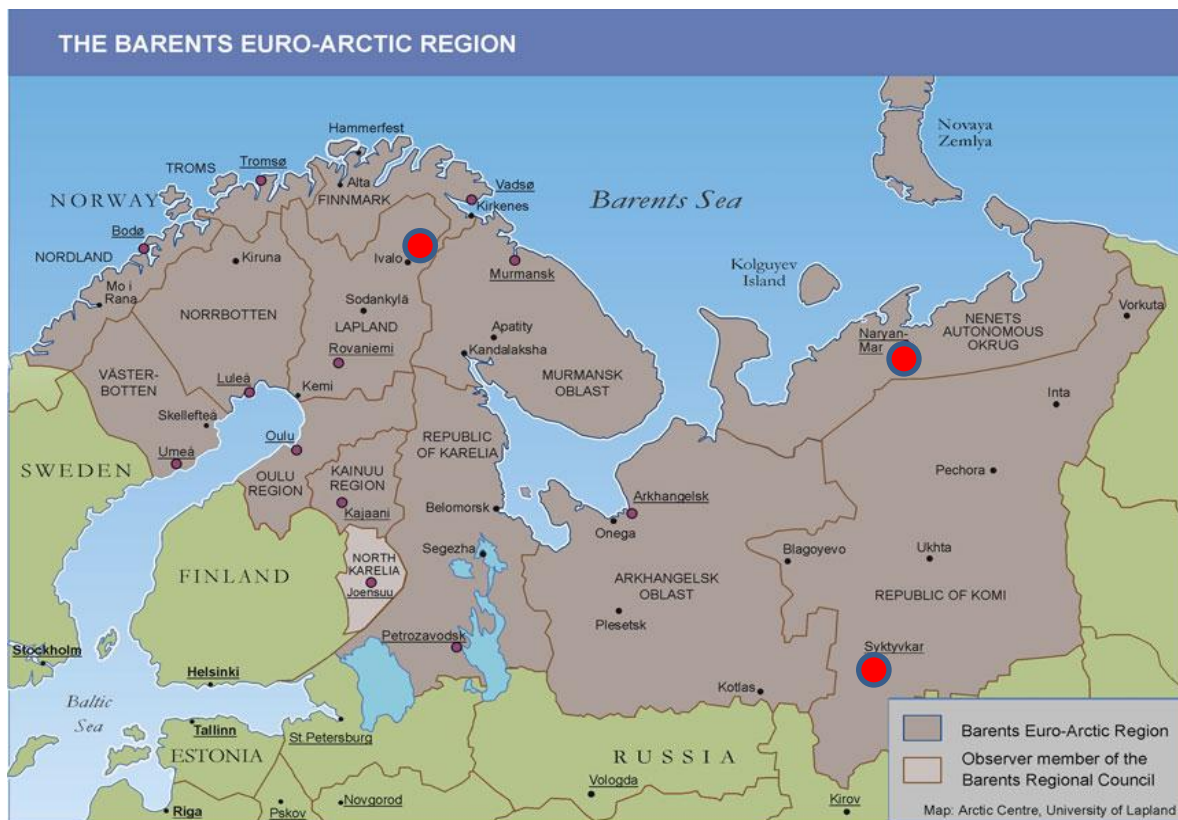 THE BARENTS EURO-ARCTIC REGION
Hammerfest
Novaya
Zemlya
TROMS
Tromsø
Alta
FINNMARK
Vadsø
Kirkenes
NORWAY
Barents Sea
Bodø
NORDLAND
Kiruna
Ivalo
Murmansk
Kolguyev
Island
Mo i
Rana
NORRBOTTEN
Sodankylä
LAPLAND
Rovaniemi
Apatity
Kandalaksha
MURMANSK
OBLAST
Naryan-
Mar
NENETS
AUTONOMOUS
OKRUG
Vorkuta
VÄSTER-
BOTTEN
Luleå
Kemi
Inta
Skellefteå
Umeå
Oulu
REPUBLIC
OF KARELIA
SWEDEN
OULU
REGION
KAINUU
REGION
Kajaani
Belomorsk
Arkhangelsk
Onega
Pechora
Segezha
Blagoyevo
Ukhta
FINLAND
NORTH
KARELIA
Joensuu
ARKHANGELSK
OBLAST
REPUBLIC OF KOMI
Plesetsk
Petrozavodsk
Syktyvkar
Stockholm
Helsinki
Kotlas
Baltic
Sea
Tallinn
ESTONIA
St.Petersburg
RUSSIA
Vologda
Riga
Pskov
Novgorod
Kirov
Barents Euro-Arctic Region
Observer member of the
Barents Regional Council
Map: Arctic Centre, University of Lapland